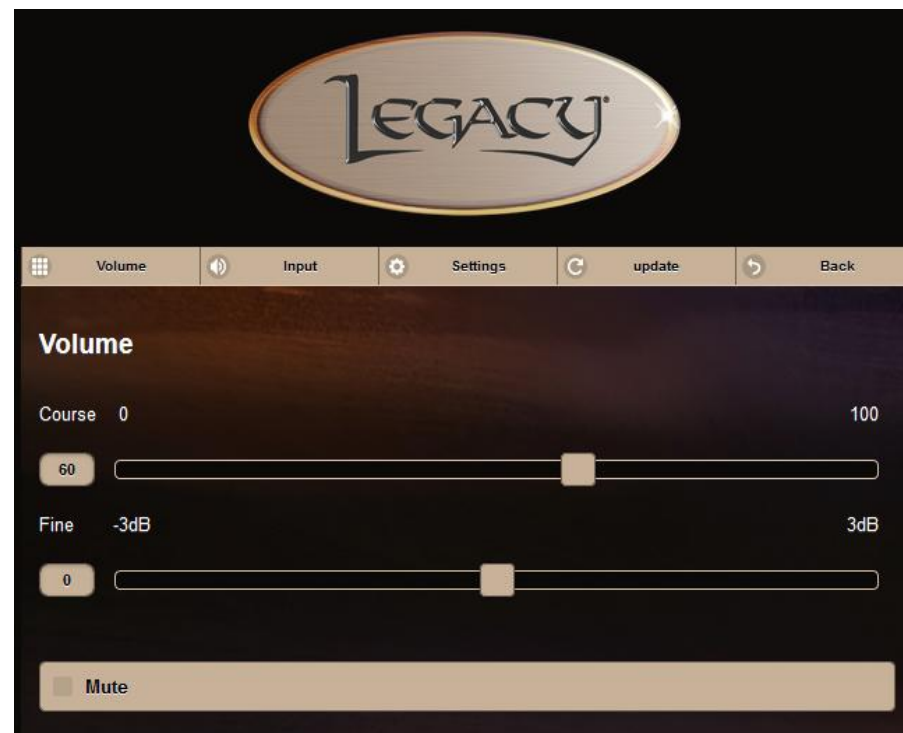 LEGACY
Volume Input Settings update Back
Volume
Course 0 100
60
Fine -3dB 3dB
0
Mute